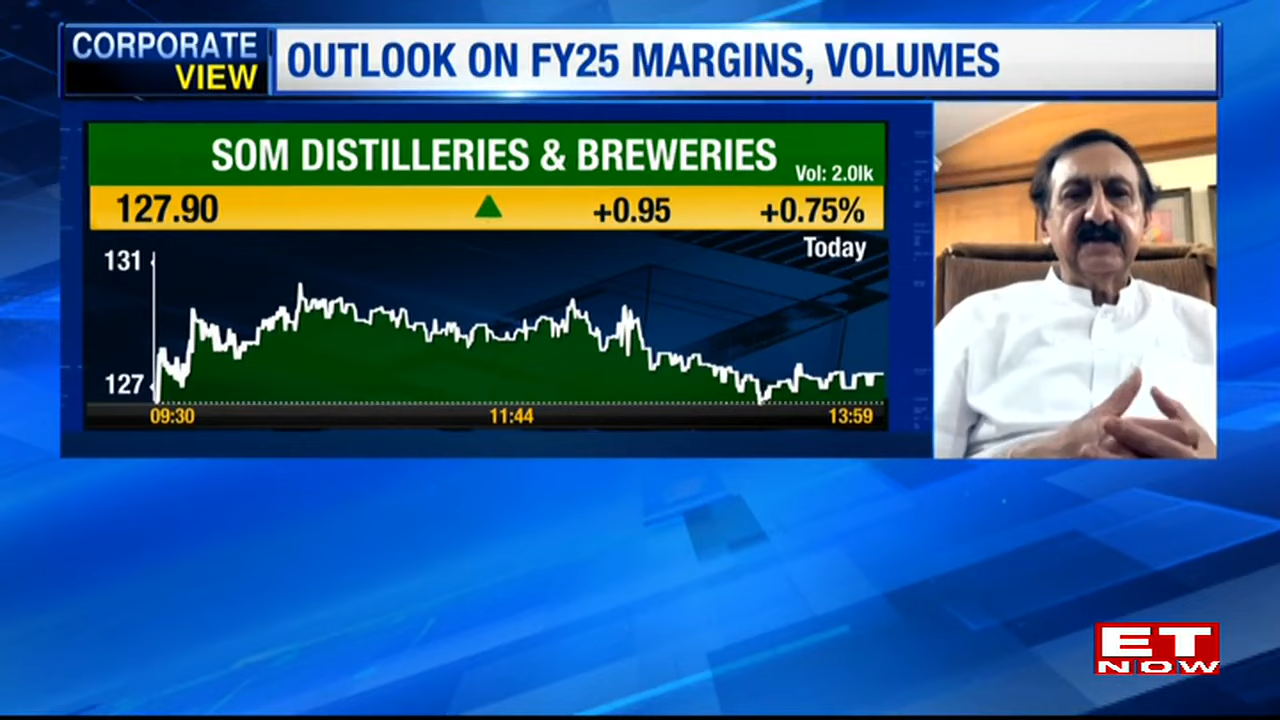 CORPORATE
VIEW
OUTLOOK ON FY25 MARGINS, VOLUMES
SOM DISTILLERIES & BREWERIES
Vol: 2.0lk
127.90 ▲ +0.95 +0.75%
Today
131
127
09:30 11:44 13:59
ET
NOW